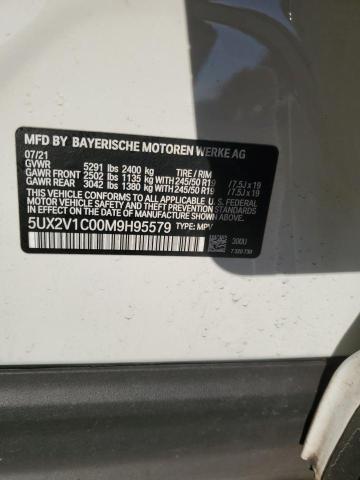 MFD BY BAYERISCHE MOTOREN WERKE AG
07/21
GVWR 5291 lbs 2400 kg TIRE / RIM
GAWR FRONT 2502 lbs 1135 kg WITH 245/50 R19 /7.5J x 19
GAWR REAR 3042 lbs 1380 kg WITH 245/50 R19 /7.5J x 19
THIS VEHICLE CONFORMS TO ALL APPLICABLE
SAFETY, BUMPER, AND THEFT PREVENTION STANDARDS
IN EFFECT ON THE DATE OF MANUFACTURE SHOWN ABOVE.
5UX2V1C00M9H95579 TYPE: MPV
300U